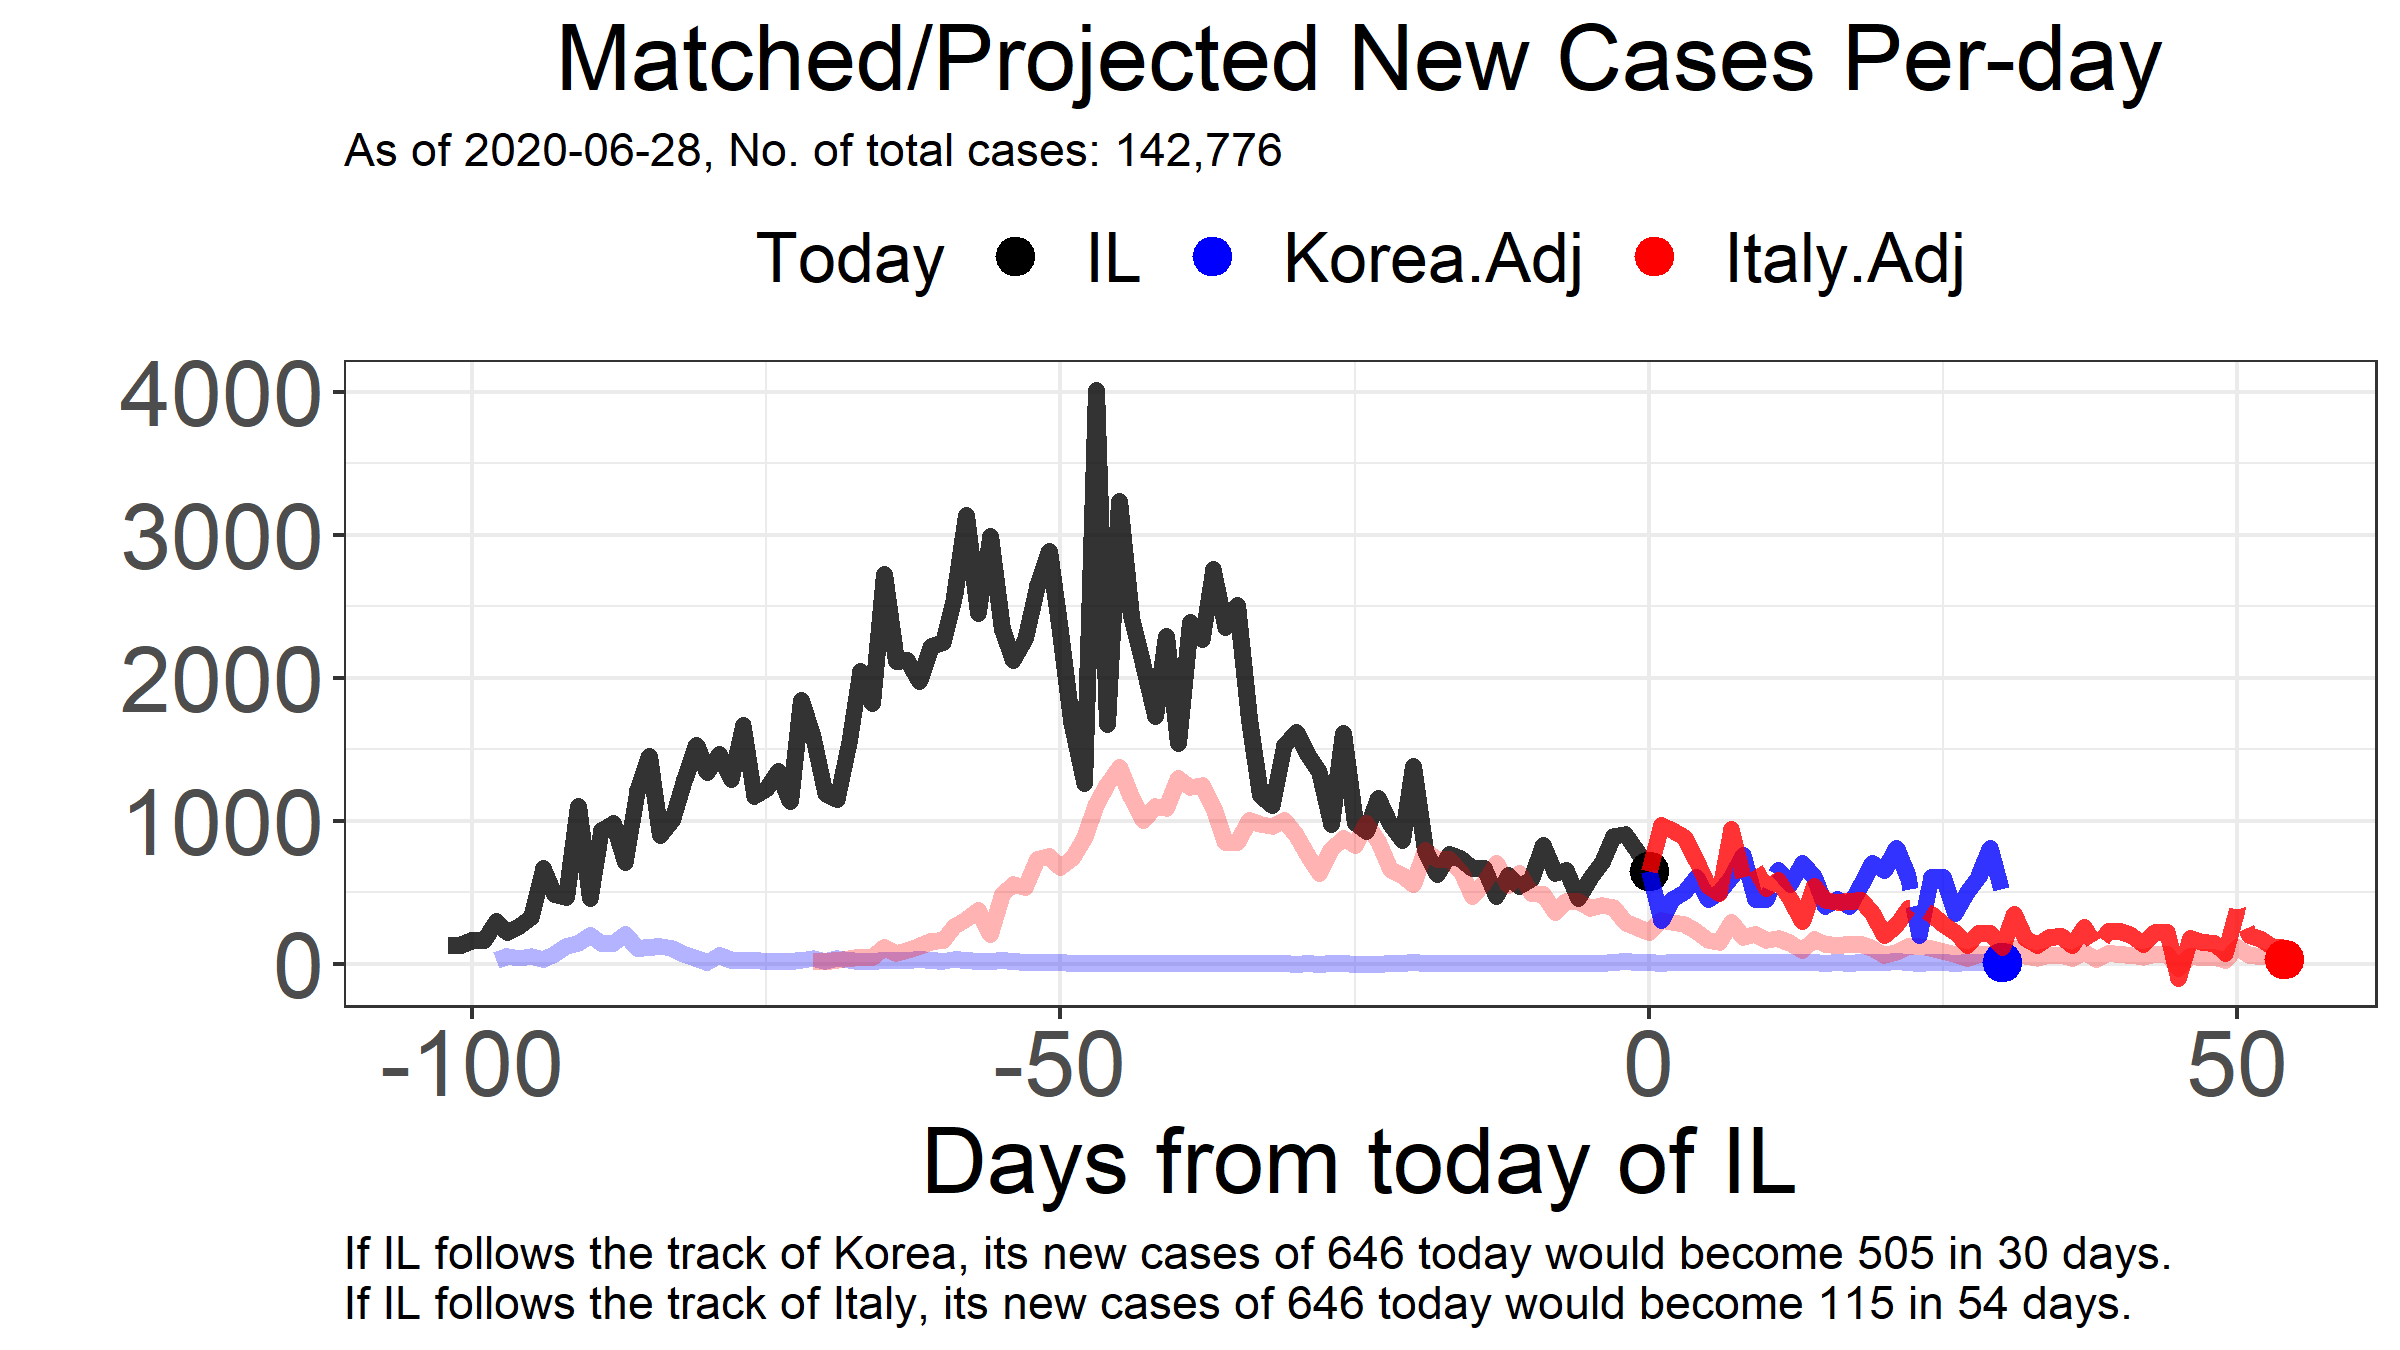 Matched/Projected New Cases Per-day
As of 2020-06-28, No. of total cases: 142,776
Today IL Korea.Adj Italy.Adj
4000
3000
2000
1000
0
-100 -50 0 50
Days from today of IL
If IL follows the track of Korea, its new cases of 646 today would become 505 in 30 days.
If IL follows the track of Italy, its new cases of 646 today would become 115 in 54 days.